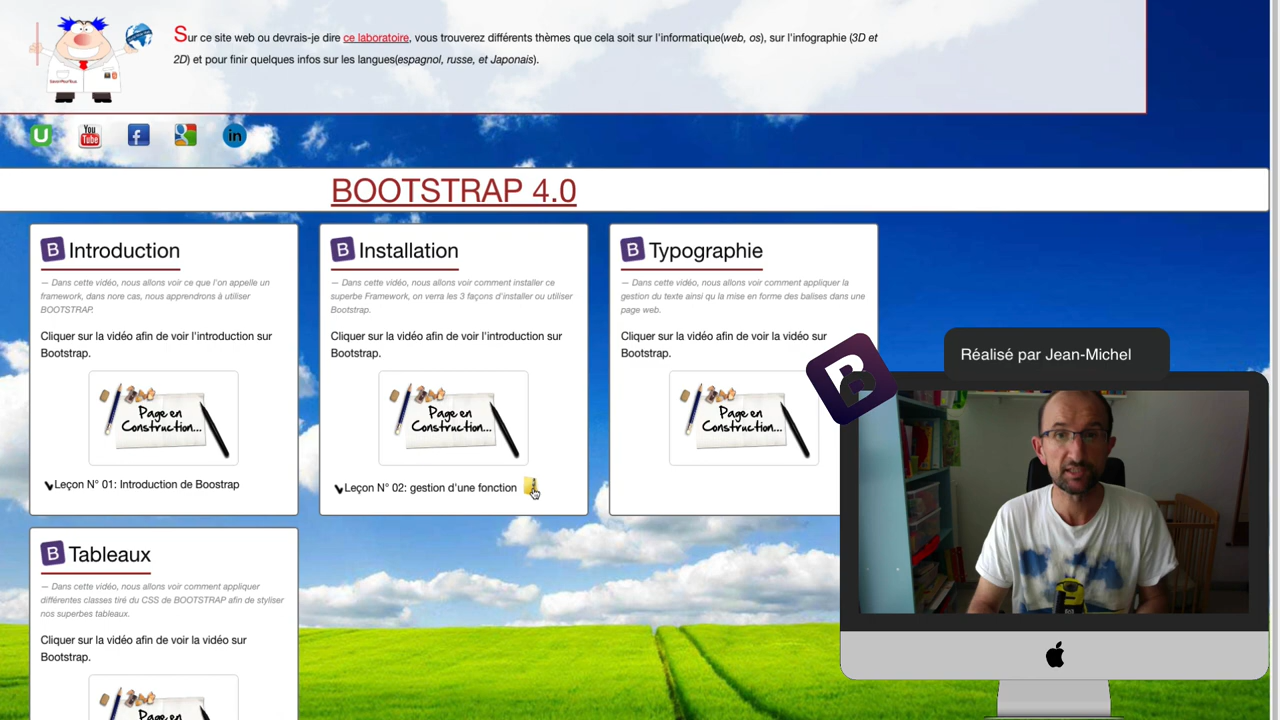 Sur ce site web ou devrais-je dire ce laboratoire, vous trouverez différents thèmes que cela soit sur l'informatique(web, os), sur l'infographie (3D et
2D) et pour finir quelques infos sur les langues(espagnol, russe, et Japonais).
You
Tube
in
BOOTSTRAP 4.0
B Introduction
— Dans cette vidéo, nous allons voir ce que l'on apelle un
framework, dans nore cas, nous apprendrons à utiliser
BOOTSTRAP.
Cliquer sur la vidéo afin de voir l'introduction sur
Bootstrap.
Page en
Construction...
Leçon N° 01: Introduction de Boostrap
B Installation
— Dans cette vidéo, nous allons voir comment installer ce
superbe Framework, on verra les 3 façons d'installer ou utiliser
Bootstrap.
Cliquer sur la vidéo afin de voir l'introduction sur
Bootstrap.
Page en
Construction...
Leçon N° 02: gestion d'une fonction
B Typographie
— Dans cette vidéo, nous allons voir comment appliquer la
gestion du texte ainsi qu la mise en forme des balises dans une
page web.
Cliquer sur la vidéo afin de voir la vidéo sur
Bootstrap.
Page en
Construction...
B Tableaux
— Dans cette vidéo, nous allons voir comment appliquer
différentes classes tiré du CSS de BOOTSTRAP afin de styliser
nos superbes tableaux.
Cliquer sur la vidéo afin de voir la vidéo sur
Bootstrap.
Page en
B
Réalisé par Jean-Michel